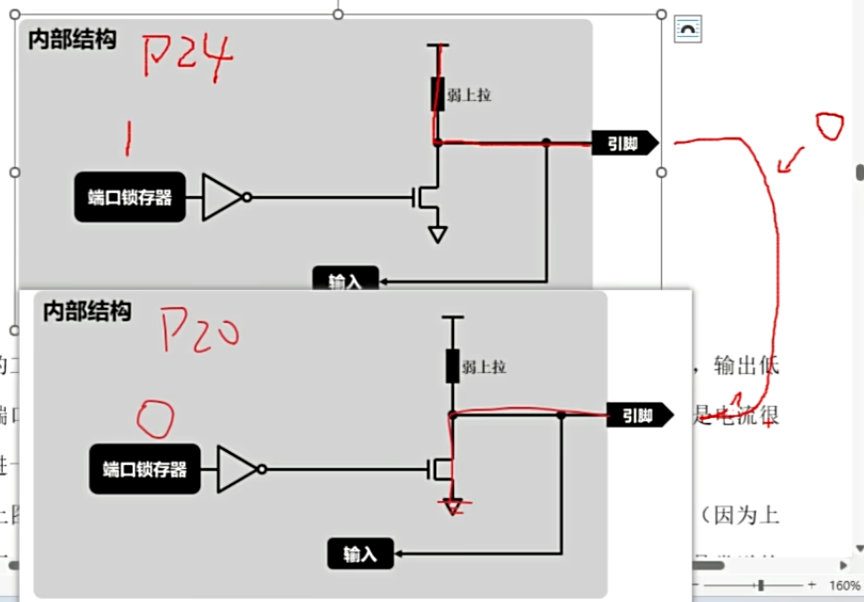 内部结构
P24
弱上拉
1
引脚
0
端口锁存器
输入
内部结构
P20
弱上拉
，输出低
0
引脚
是电流很
端口锁存器
（因为上
输入
160%